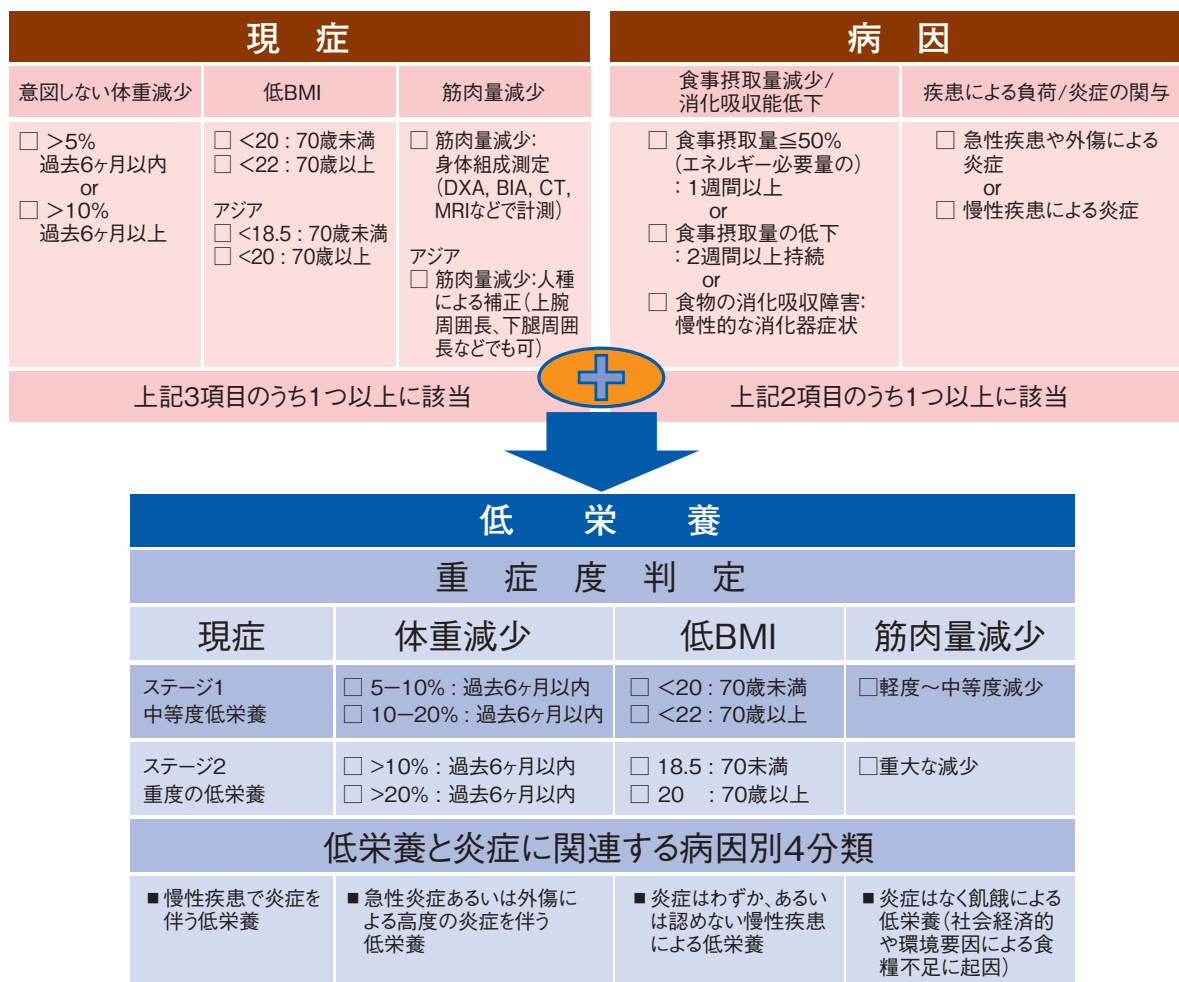 現症
意図しない体重減少
低BMI
筋肉量減少
□ >5%
過去6ヶ月以内
or
□ >10%
過去6ヶ月以上
□ <20：70歳未満
□ <22：70歳以上
アジア
□ <18.5：70歳未満
□ <20：70歳以上
□ 筋肉量減少：
身体組成測定
(DXA, BIA, CT,
MRIなどで計測)
アジア
□ 筋肉量減少：人種
による補正(上腕
周囲長、下腿周囲
長などでも可)
上記3項目のうち1つ以上に該当
病因
食事摂取量減少/
消化吸収能低下
疾患による負荷/炎症の関与
□ 食事摂取量≦50%
(エネルギー必要量の)
：1週間以上
or
□ 食事摂取量の低下
：2週間以上持続
or
□ 食物の消化吸収障害：
慢性的な消化器症状
□ 急性疾患や外傷による
炎症
or
□ 慢性疾患による炎症
上記2項目のうち1つ以上に該当
低栄養
重症度判定
現症
体重減少
低BMI
筋肉量減少
ステージ1
中等度低栄養
□ 5−10%：過去6ヶ月以内
□ 10−20%：過去6ヶ月以内
□ <20：70歳未満
□ <22：70歳以上
□軽度〜中等度減少
ステージ2
重度の低栄養
□ >10%：過去6ヶ月以内
□ >20%：過去6ヶ月以内
□ 18.5：70未満
□ 20 ：70歳以上
□重大な減少
低栄養と炎症に関連する病因別4分類
■ 慢性疾患で炎症を
伴う低栄養
■ 急性炎症あるいは外傷に
よる高度の炎症を伴う
低栄養
■ 炎症はわずか、あるい
は認めない慢性疾患
による低栄養
■ 炎症はなく飢餓による
低栄養(社会経済的
や環境要因による食
糧不足に起因)